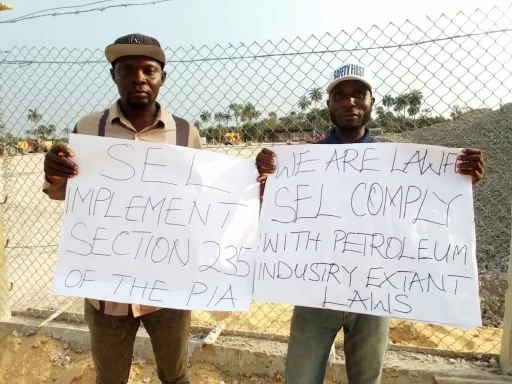 SAFETY FIRST
SEL
IMPLEMENT
SECTION 235
OF THE PIA
WE ARE LAWF
SEL COMPLY
WITH PETROLEUM
INDUSTRY EXTANT
LAWS